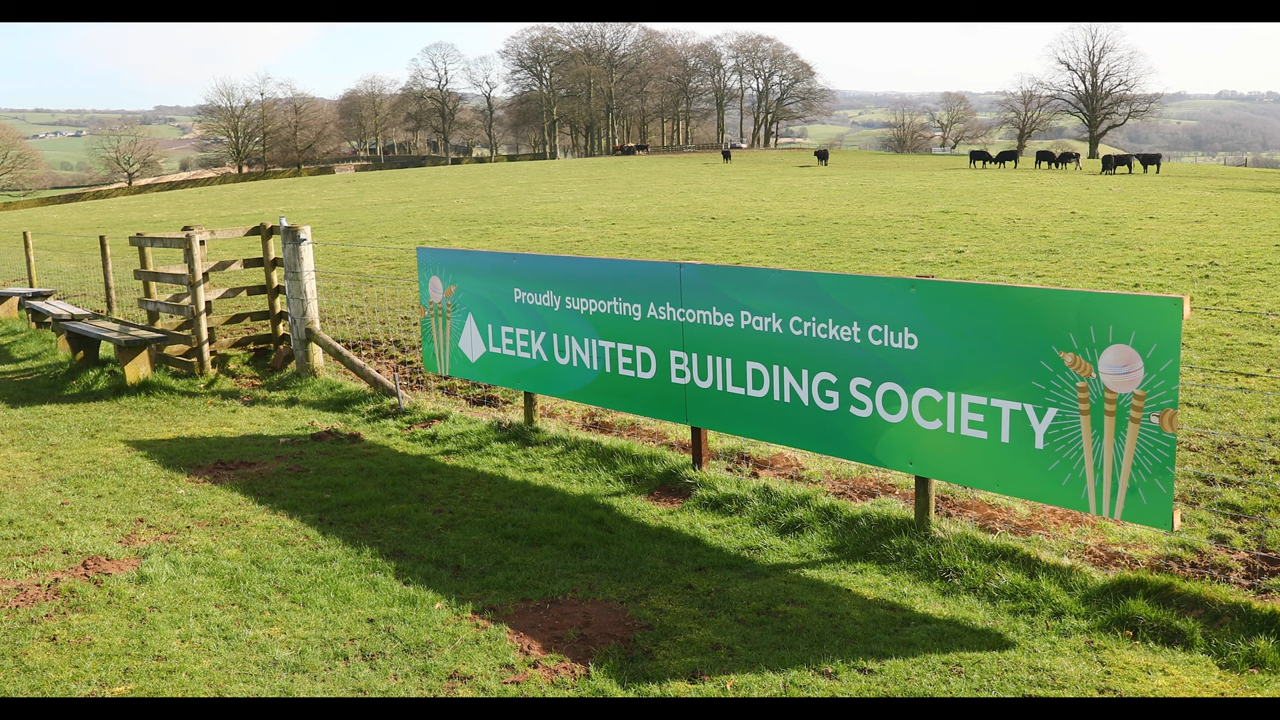 Proudly supporting Ashcombe Park Cricket Club
LEEK UNITED BUILDING SOCIETY